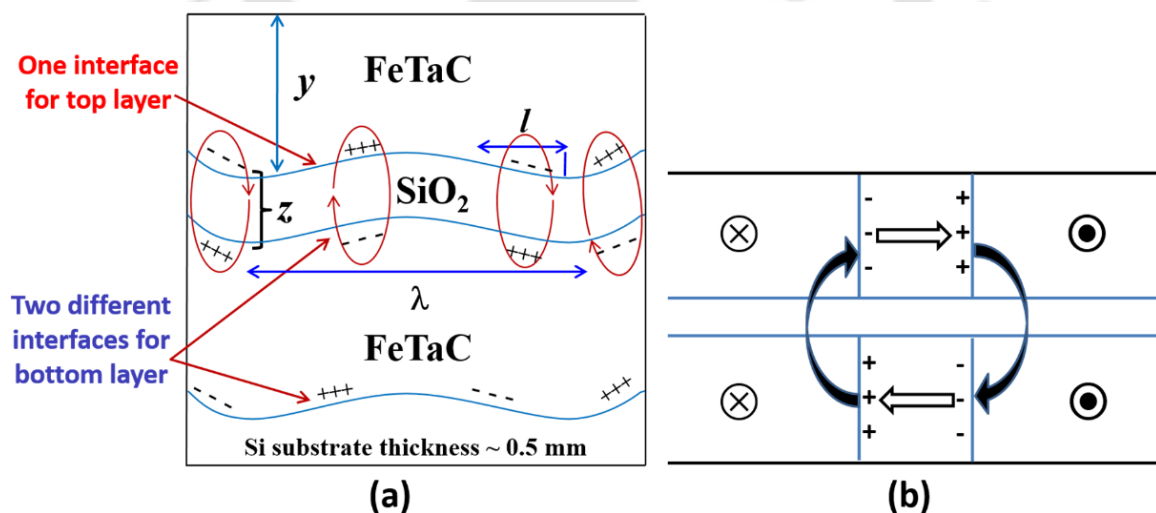 One interface
for top layer
y
FeTaC
l
- - -
+++
- - -
+++
SiO2
z
+++
- - -
+++
- - -
λ
Two different
interfaces for
bottom layer
FeTaC
- - -
+++
- - -
+++
Si substrate thickness ~ 0.5 mm
(a)
- +
- +
- +
+ -
+ -
+ -
(b)